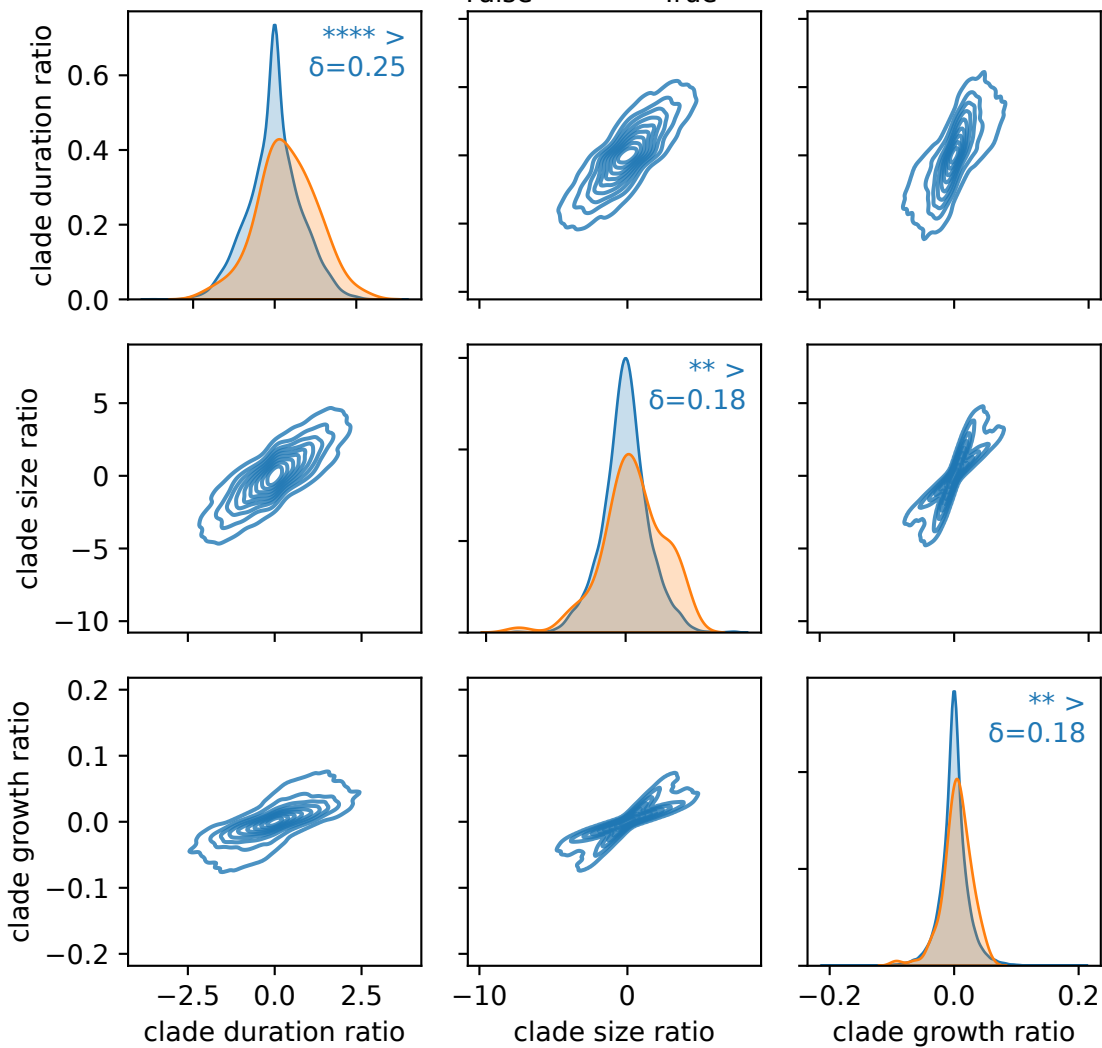 clade duration ratio
0.6
0.4
0.2
0.0
**** >
δ=0.25
clade size ratio
5
0
−5
−10
** >
δ=0.18
clade growth ratio
0.2
0.1
0.0
−0.1
−0.2
** >
δ=0.18
−2.5 0.0 2.5
−10 0
−0.2 0.0 0.2
clade duration ratio
clade size ratio
clade growth ratio